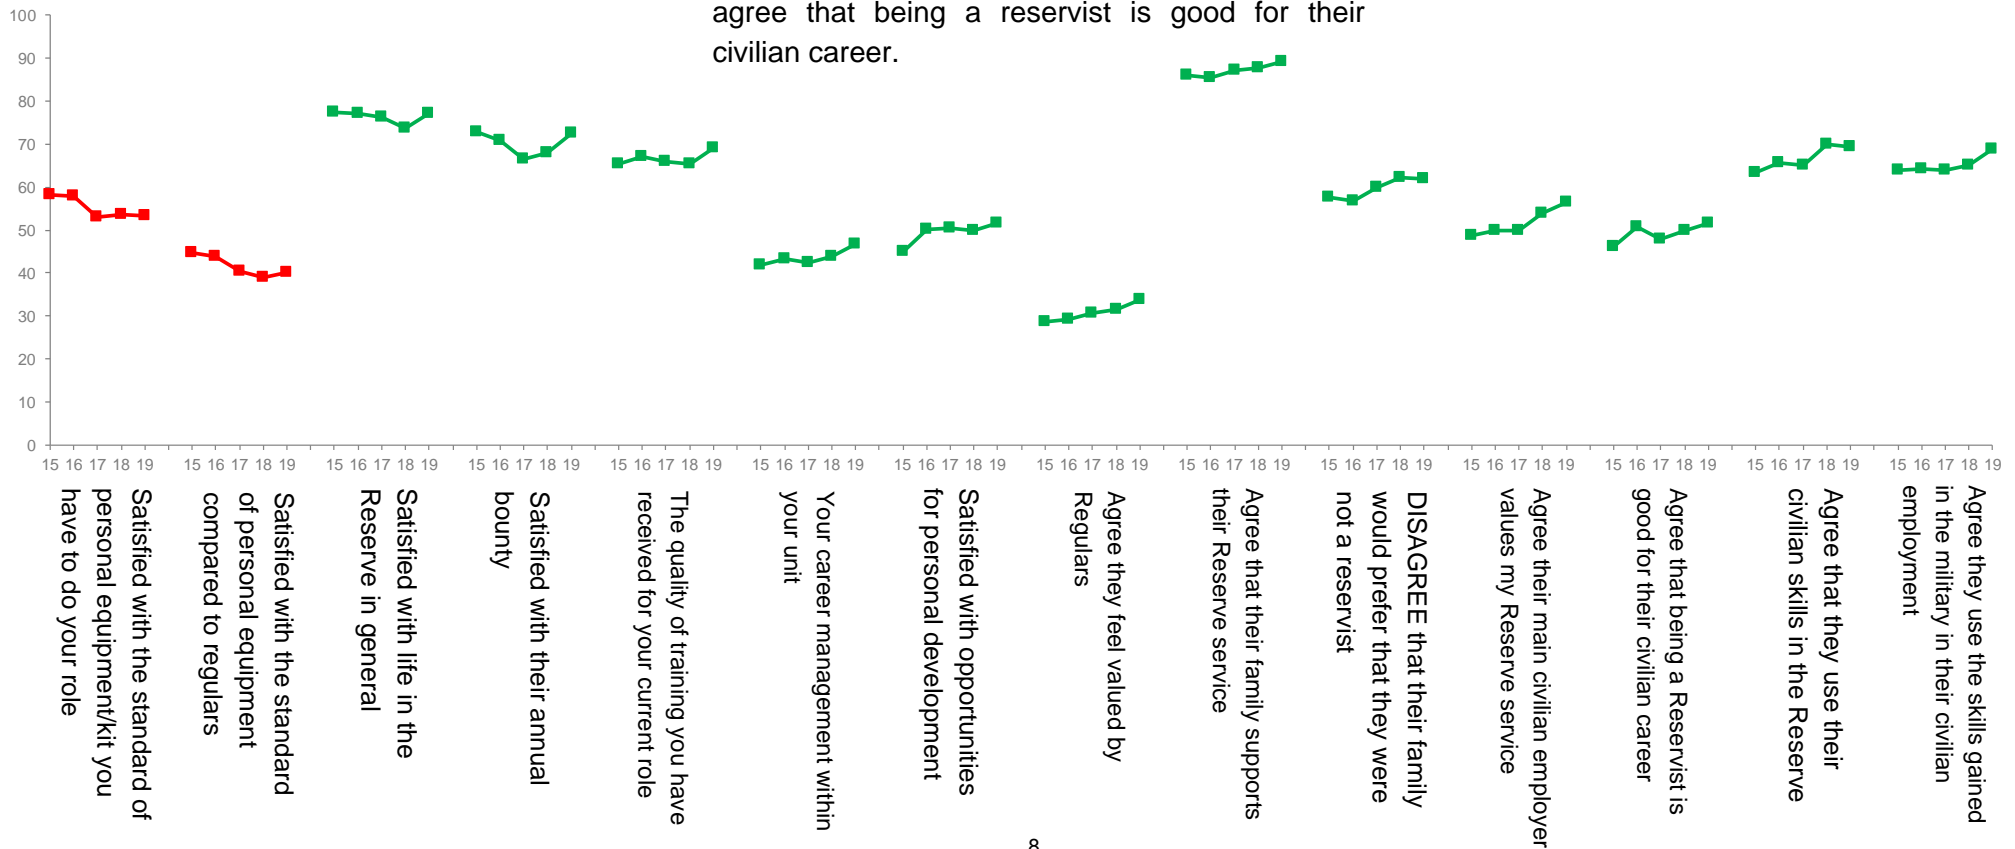 agree that being a reservist is good for their
civilian career.
100
90
80
70
60
50
40
30
20
10
0
15 16 17 18 19 15 16 17 18 19 15 16 17 18 19 15 16 17 18 19 15 16 17 18 19 15 16 17 18 19 15 16 17 18 19 15 16 17 18 19 15 16 17 18 19 15 16 17 18 19 15 16 17 18 19 15 16 17 18 19 15 16 17 18 19 15 16 17 18 19
Satisfied with the standard of
personal equipment/kit you
have to do your role
Satisfied with the standard
of personal equipment
compared to regulars
Satisfied with life in the
Reserve in general
Satisfied with their annual
bounty
The quality of training you have
received for your current role
Your career management within
your unit
Satisfied with opportunities
for personal development
Agree they feel valued by
Regulars
Agree that their family supports
their Reserve service
DISAGREE that their family
would prefer that they were
not a reservist
Agree their main civilian employer
values my Reserve service
Agree that being a Reservist is
good for their civilian career
Agree that they use their
civilian skills in the Reserve
Agree they use the skills gained
in the military in their civilian
employment
8